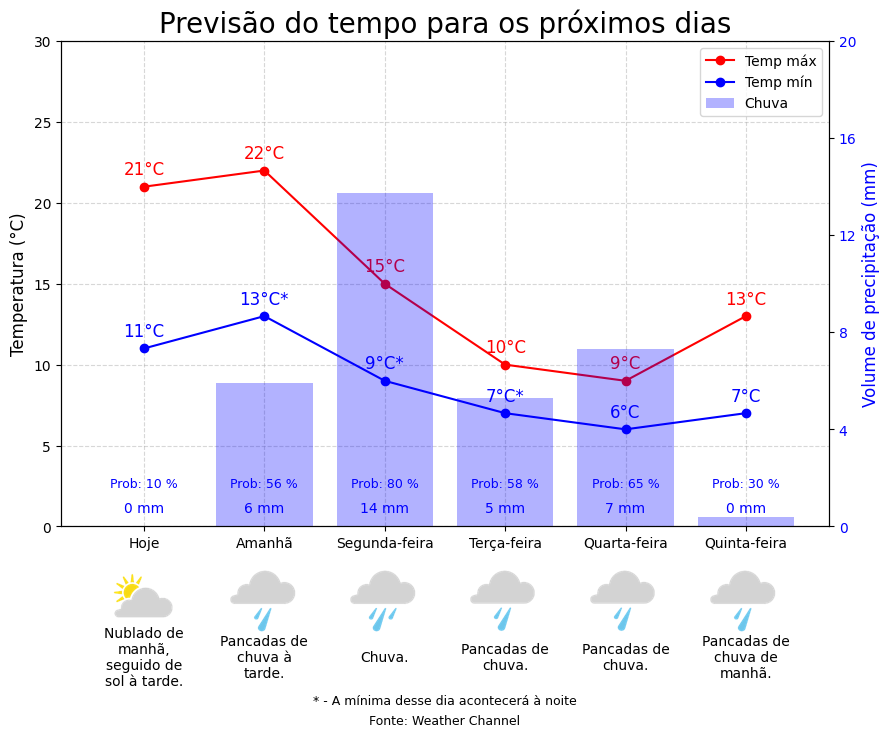 Previsão do tempo para os próximos dias
Temperatura (°C)
Volume de precipitação (mm)
30
25
20
15
10
5
0
20
16
12
8
4
0
Temp máx
Temp mín
Chuva
21°C
22°C
15°C
10°C
9°C
13°C
11°C
13°C*
9°C*
7°C*
6°C
7°C
Prob: 10 %
Prob: 56 %
Prob: 80 %
Prob: 58 %
Prob: 65 %
Prob: 30 %
0 mm
6 mm
14 mm
5 mm
7 mm
0 mm
Hoje
Amanhã
Segunda-feira
Terça-feira
Quarta-feira
Quinta-feira
Nublado de
manhã,
seguido de
sol à tarde.
Pancadas de
chuva à
tarde.
Chuva.
Pancadas de
chuva.
Pancadas de
chuva.
Pancadas de
chuva de
manhã.
* - A mínima desse dia acontecerá à noite
Fonte: Weather Channel